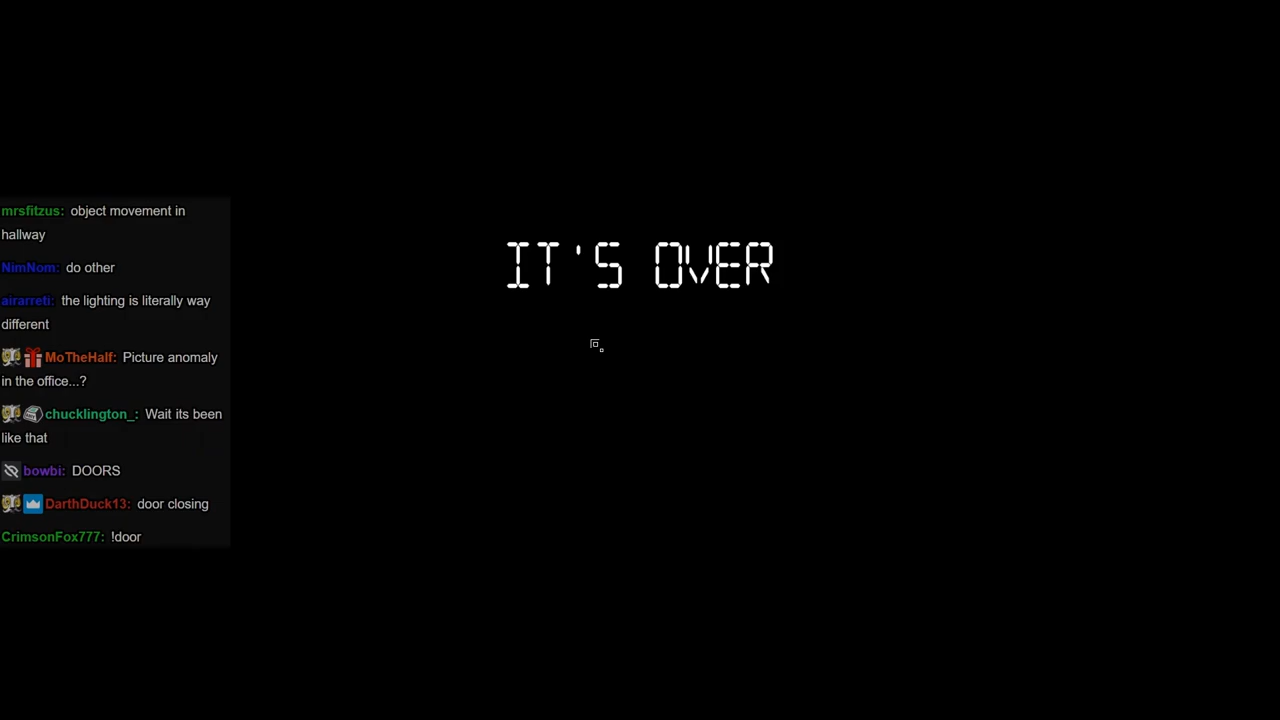 IT'S OVER
mrsfitzus: object movement in
hallway
NimNom: do other
airarreti: the lighting is literally way
different
MoTheHalf: Picture anomaly
in the office...?
chucklington_: Wait its been
like that
bowbi: DOORS
DarthDuck13: door closing
CrimsonFox777: !door